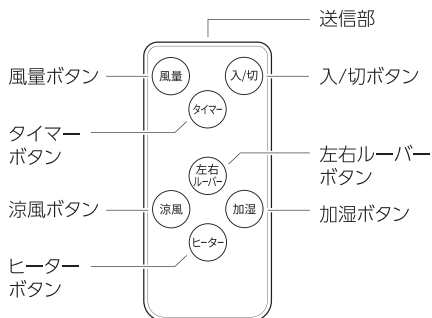 送信部
風量ボタン
入/切ボタン
風量
入/切
タイマー
タイマー
ボタン
左右ルーバー
ボタン
左右
ルーバー
涼風ボタン
涼風
加湿
加湿ボタン
ヒーター
ヒーター
ボタン